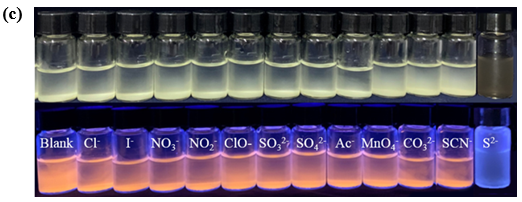 (c)
Blank Cl⁻ I⁻ NO₃⁻ NO₂⁻ ClO- SO₃²⁻ SO₄²⁻ Ac⁻ MnO₄⁻ CO₃²⁻ SCN⁻ S²⁻